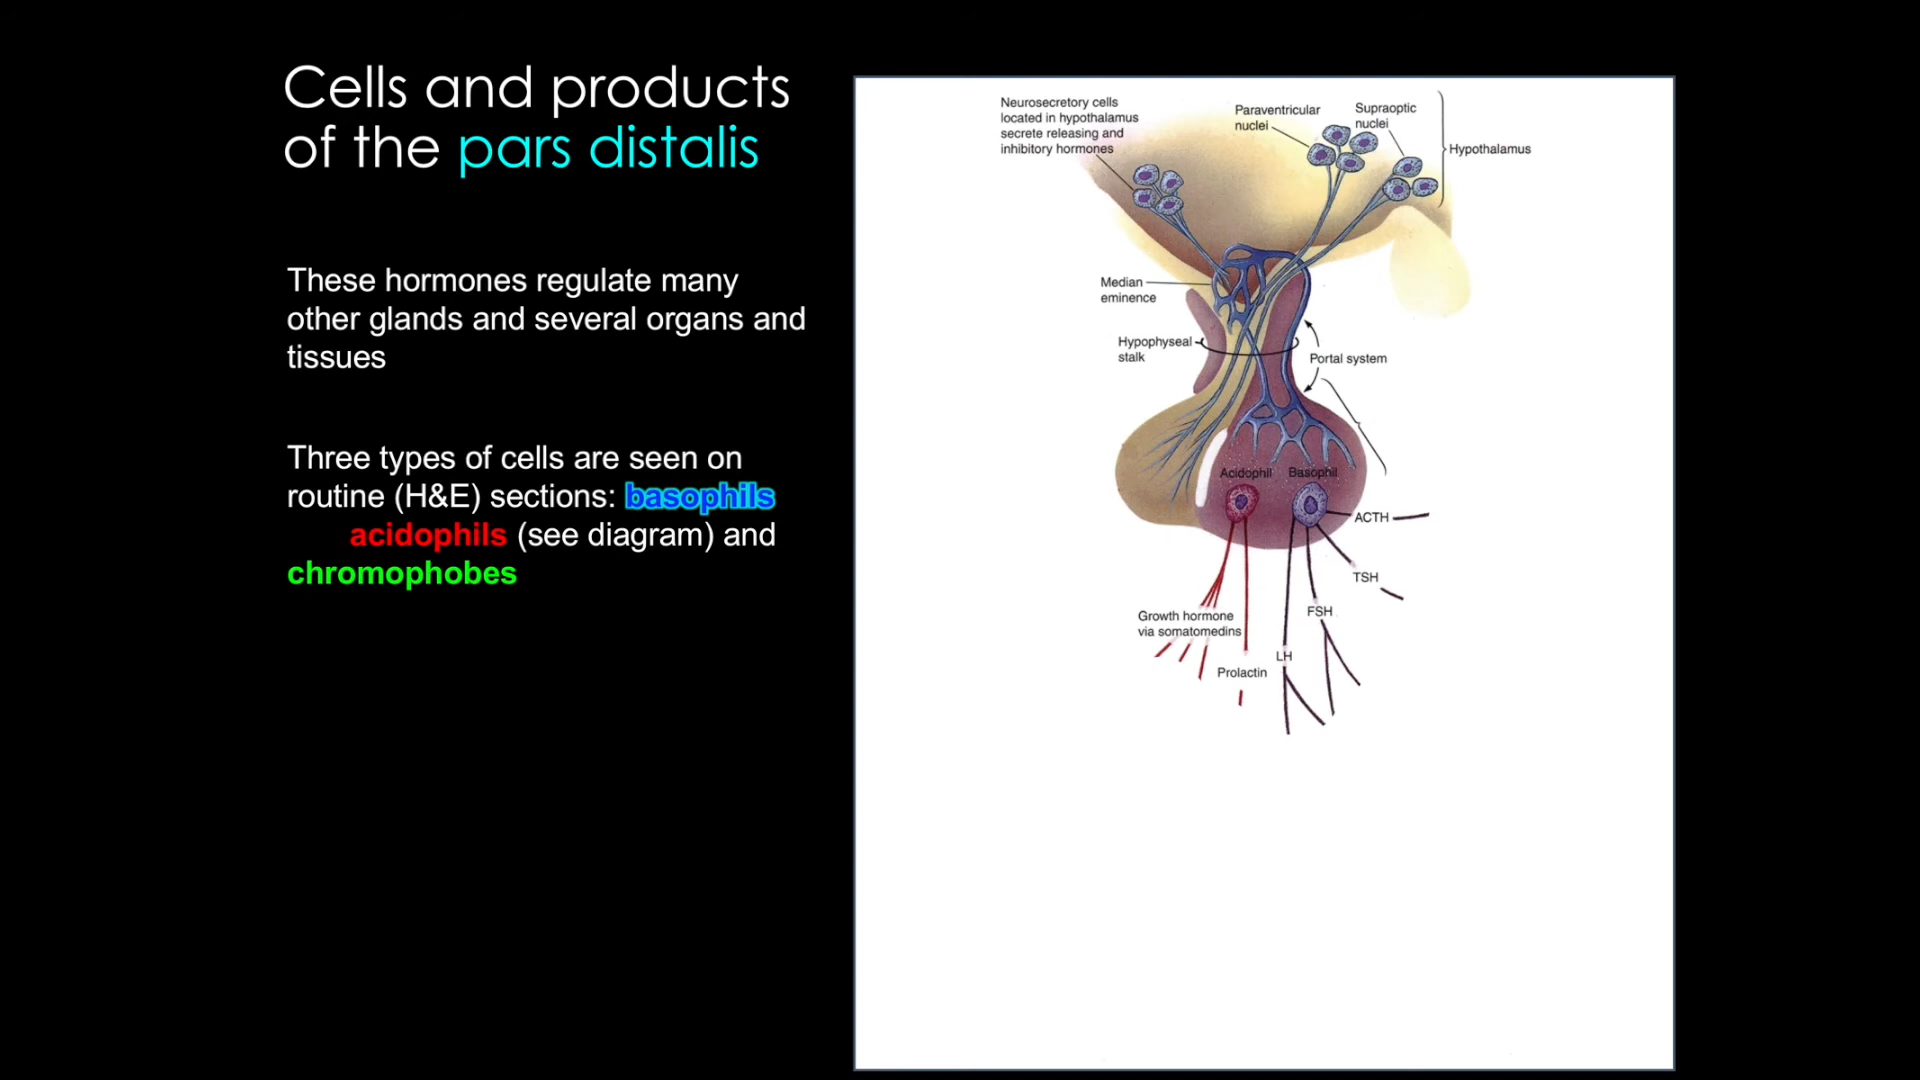 Cells and products
of the pars distalis
These hormones regulate many
other glands and several organs and
tissues
Three types of cells are seen on
routine (H&E) sections: basophils
acidophils (see diagram) and
chromophobes
Neurosecretory cells
located in hypothalamus
secrete releasing and
inhibitory hormones
Paraventricular
nuclei
Supraoptic
nuclei
Hypothalamus
Median
eminence
Hypophyseal
stalk
Portal system
Acidophil
Basophil
ACTH
TSH
FSH
Growth hormone
via somatomedins
LH
Prolactin